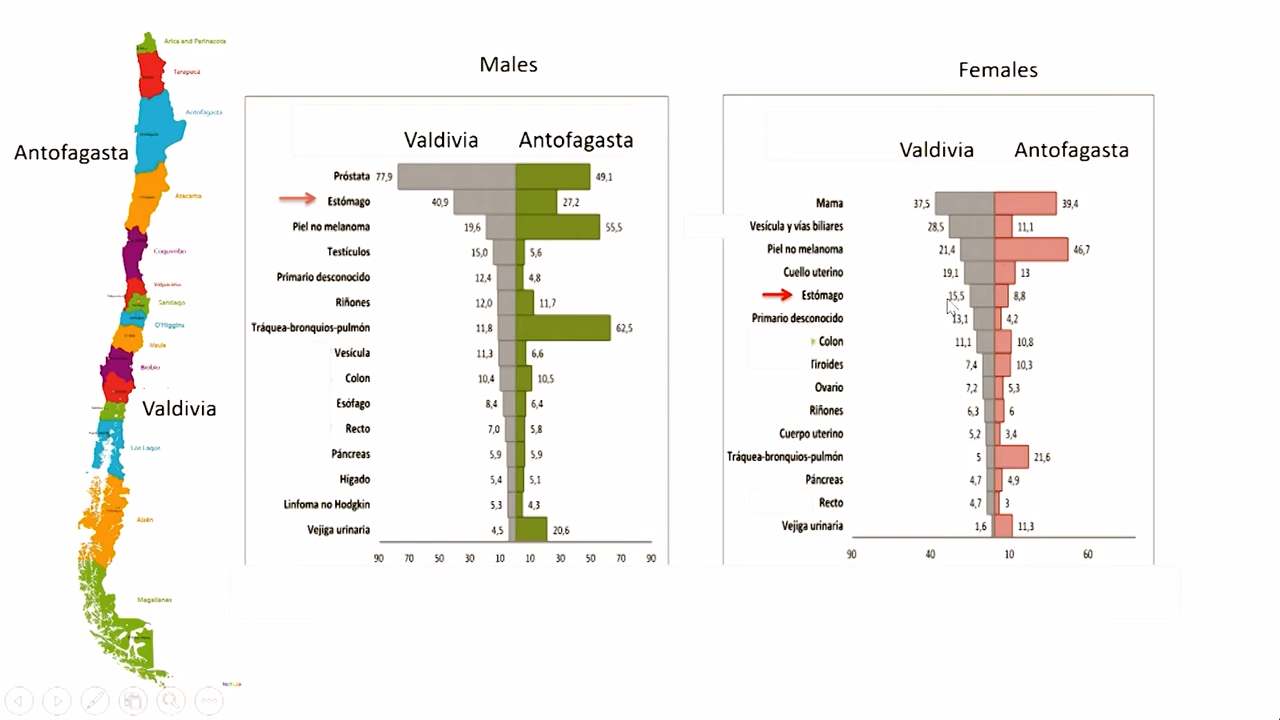 Arica and Parinacota
Tarapacá
Antofagasta
Antofagasta
Atacama
Coquimbo
Valparaíso
Santiago
O'Higgins
Maule
Biobío
Valdivia
Los Lagos
Aisén
Magallanes
Males
Valdivia Antofagasta
Próstata 77,9 49,1
Estómago 40,9 27,2
Piel no melanoma 19,6 55,5
Testículos 15,0 5,6
Primario desconocido 12,4 4,8
Riñones 12,0 11,7
Tráquea-bronquios-pulmón 11,8 62,5
Vesícula 11,3 6,6
Colon 10,4 10,5
Esófago 8,4 6,4
Recto 7,0 5,8
Páncreas 5,9 5,9
Hígado 5,4 5,1
Linfoma no Hodgkin 5,3 4,3
Vejiga urinaria 4,5 20,6
90 70 50 30 10 10 30 50 70 90
Females
Valdivia Antofagasta
Mama 37,5 39,4
Vesícula y vías biliares 28,5 11,1
Piel no melanoma 21,4 46,7
Cuello uterino 19,1 13
Estómago 15,5 8,8
Primario desconocido 13,1 4,2
Colon 11,1 10,8
Tiroides 7,4 10,3
Ovario 7,2 5,3
Riñones 6,3 6
Cuerpo uterino 5,2 3,4
Tráquea-bronquios-pulmón 5 21,6
Páncreas 4,7 4,9
Recto 4,7 3
Vejiga urinaria 1,6 11,3
90 40 10 60